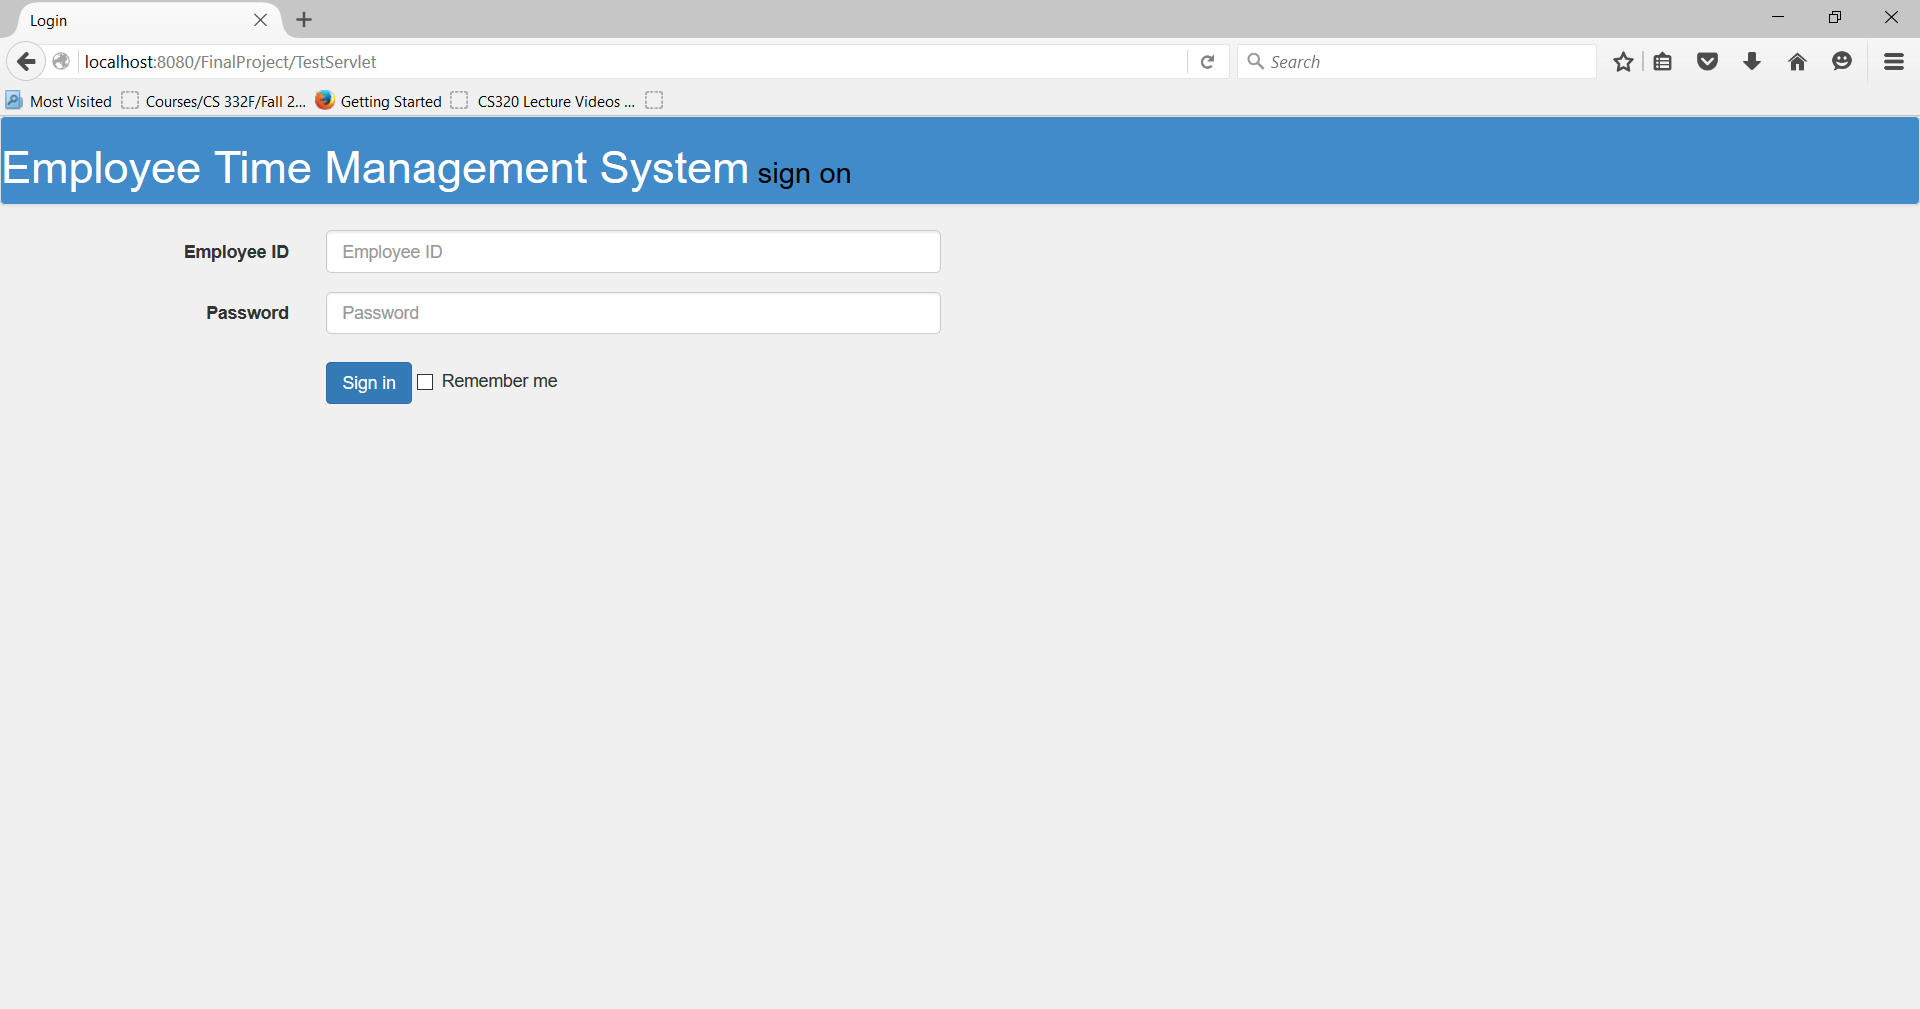 Login
localhost:8080/FinalProject/TestServlet
Search
Most Visited Courses/CS 332F/Fall 2... Getting Started CS320 Lecture Videos ...
Employee Time Management System sign on
Employee ID Employee ID
Password Password
Sign in Remember me